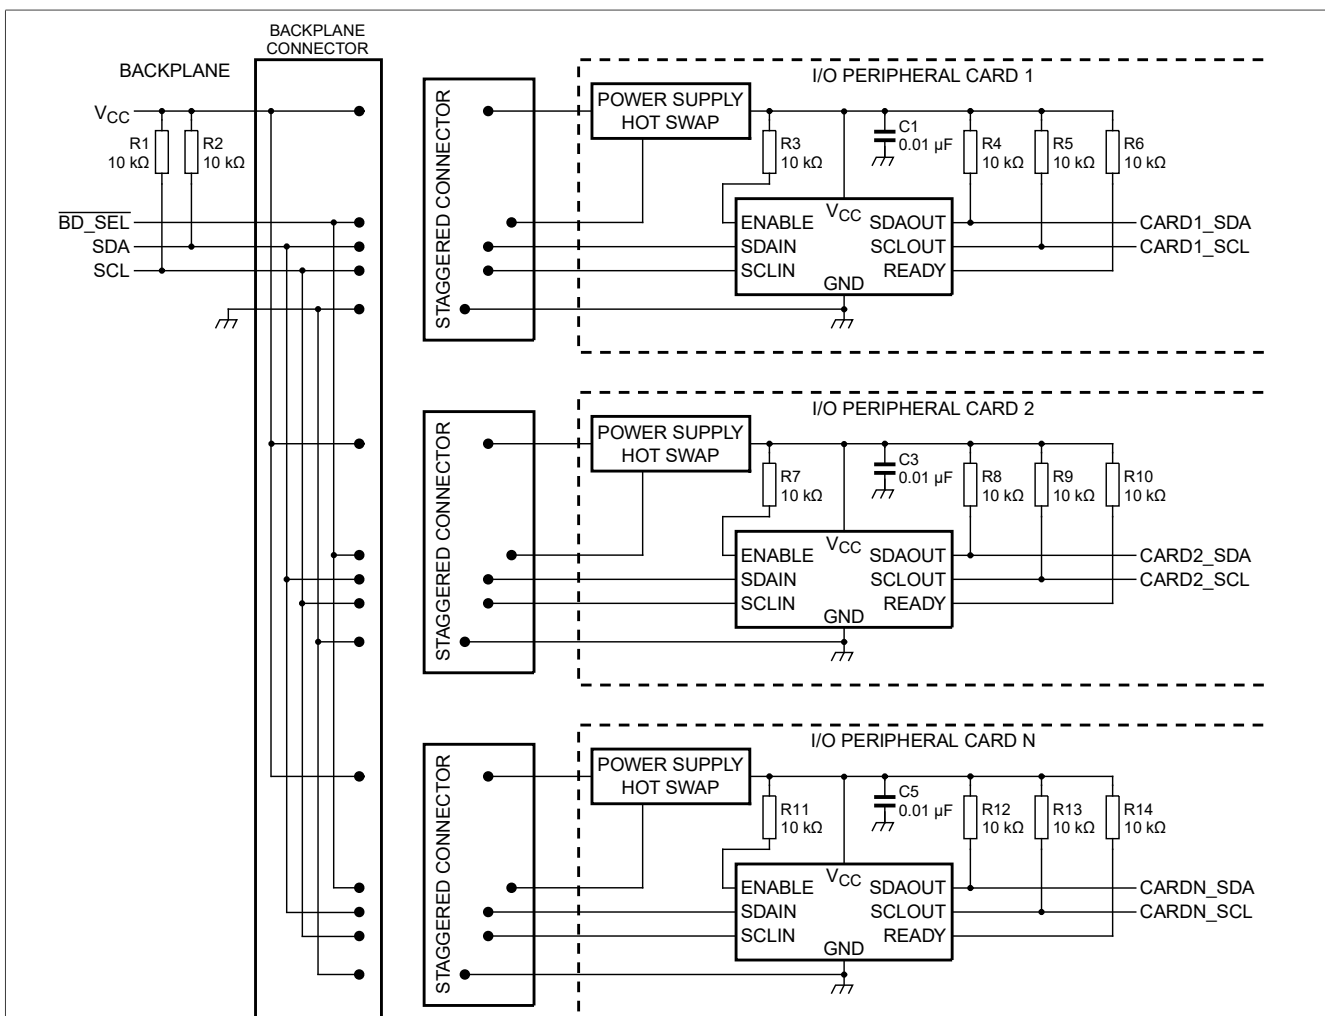 BACKPLANE
CONNECTOR
BACKPLANE
VCC
R1
10 kΩ
R2
10 kΩ
BD_SEL
SDA
SCL
STAGGERED CONNECTOR
I/O PERIPHERAL CARD 1
POWER SUPPLY
HOT SWAP
R3
10 kΩ
C1
0.01 µF
R4
10 kΩ
R5
10 kΩ
R6
10 kΩ
ENABLE
VCC
SDAOUT
CARD1_SDA
SDAIN
SCLOUT
CARD1_SCL
SCLIN
READY
GND
STAGGERED CONNECTOR
I/O PERIPHERAL CARD 2
POWER SUPPLY
HOT SWAP
R7
10 kΩ
C3
0.01 µF
R8
10 kΩ
R9
10 kΩ
R10
10 kΩ
ENABLE
VCC
SDAOUT
CARD2_SDA
SDAIN
SCLOUT
CARD2_SCL
SCLIN
READY
GND
STAGGERED CONNECTOR
I/O PERIPHERAL CARD N
POWER SUPPLY
HOT SWAP
R11
10 kΩ
C5
0.01 µF
R12
10 kΩ
R13
10 kΩ
R14
10 kΩ
ENABLE
VCC
SDAOUT
CARDN_SDA
SDAIN
SCLOUT
CARDN_SCL
SCLIN
READY
GND